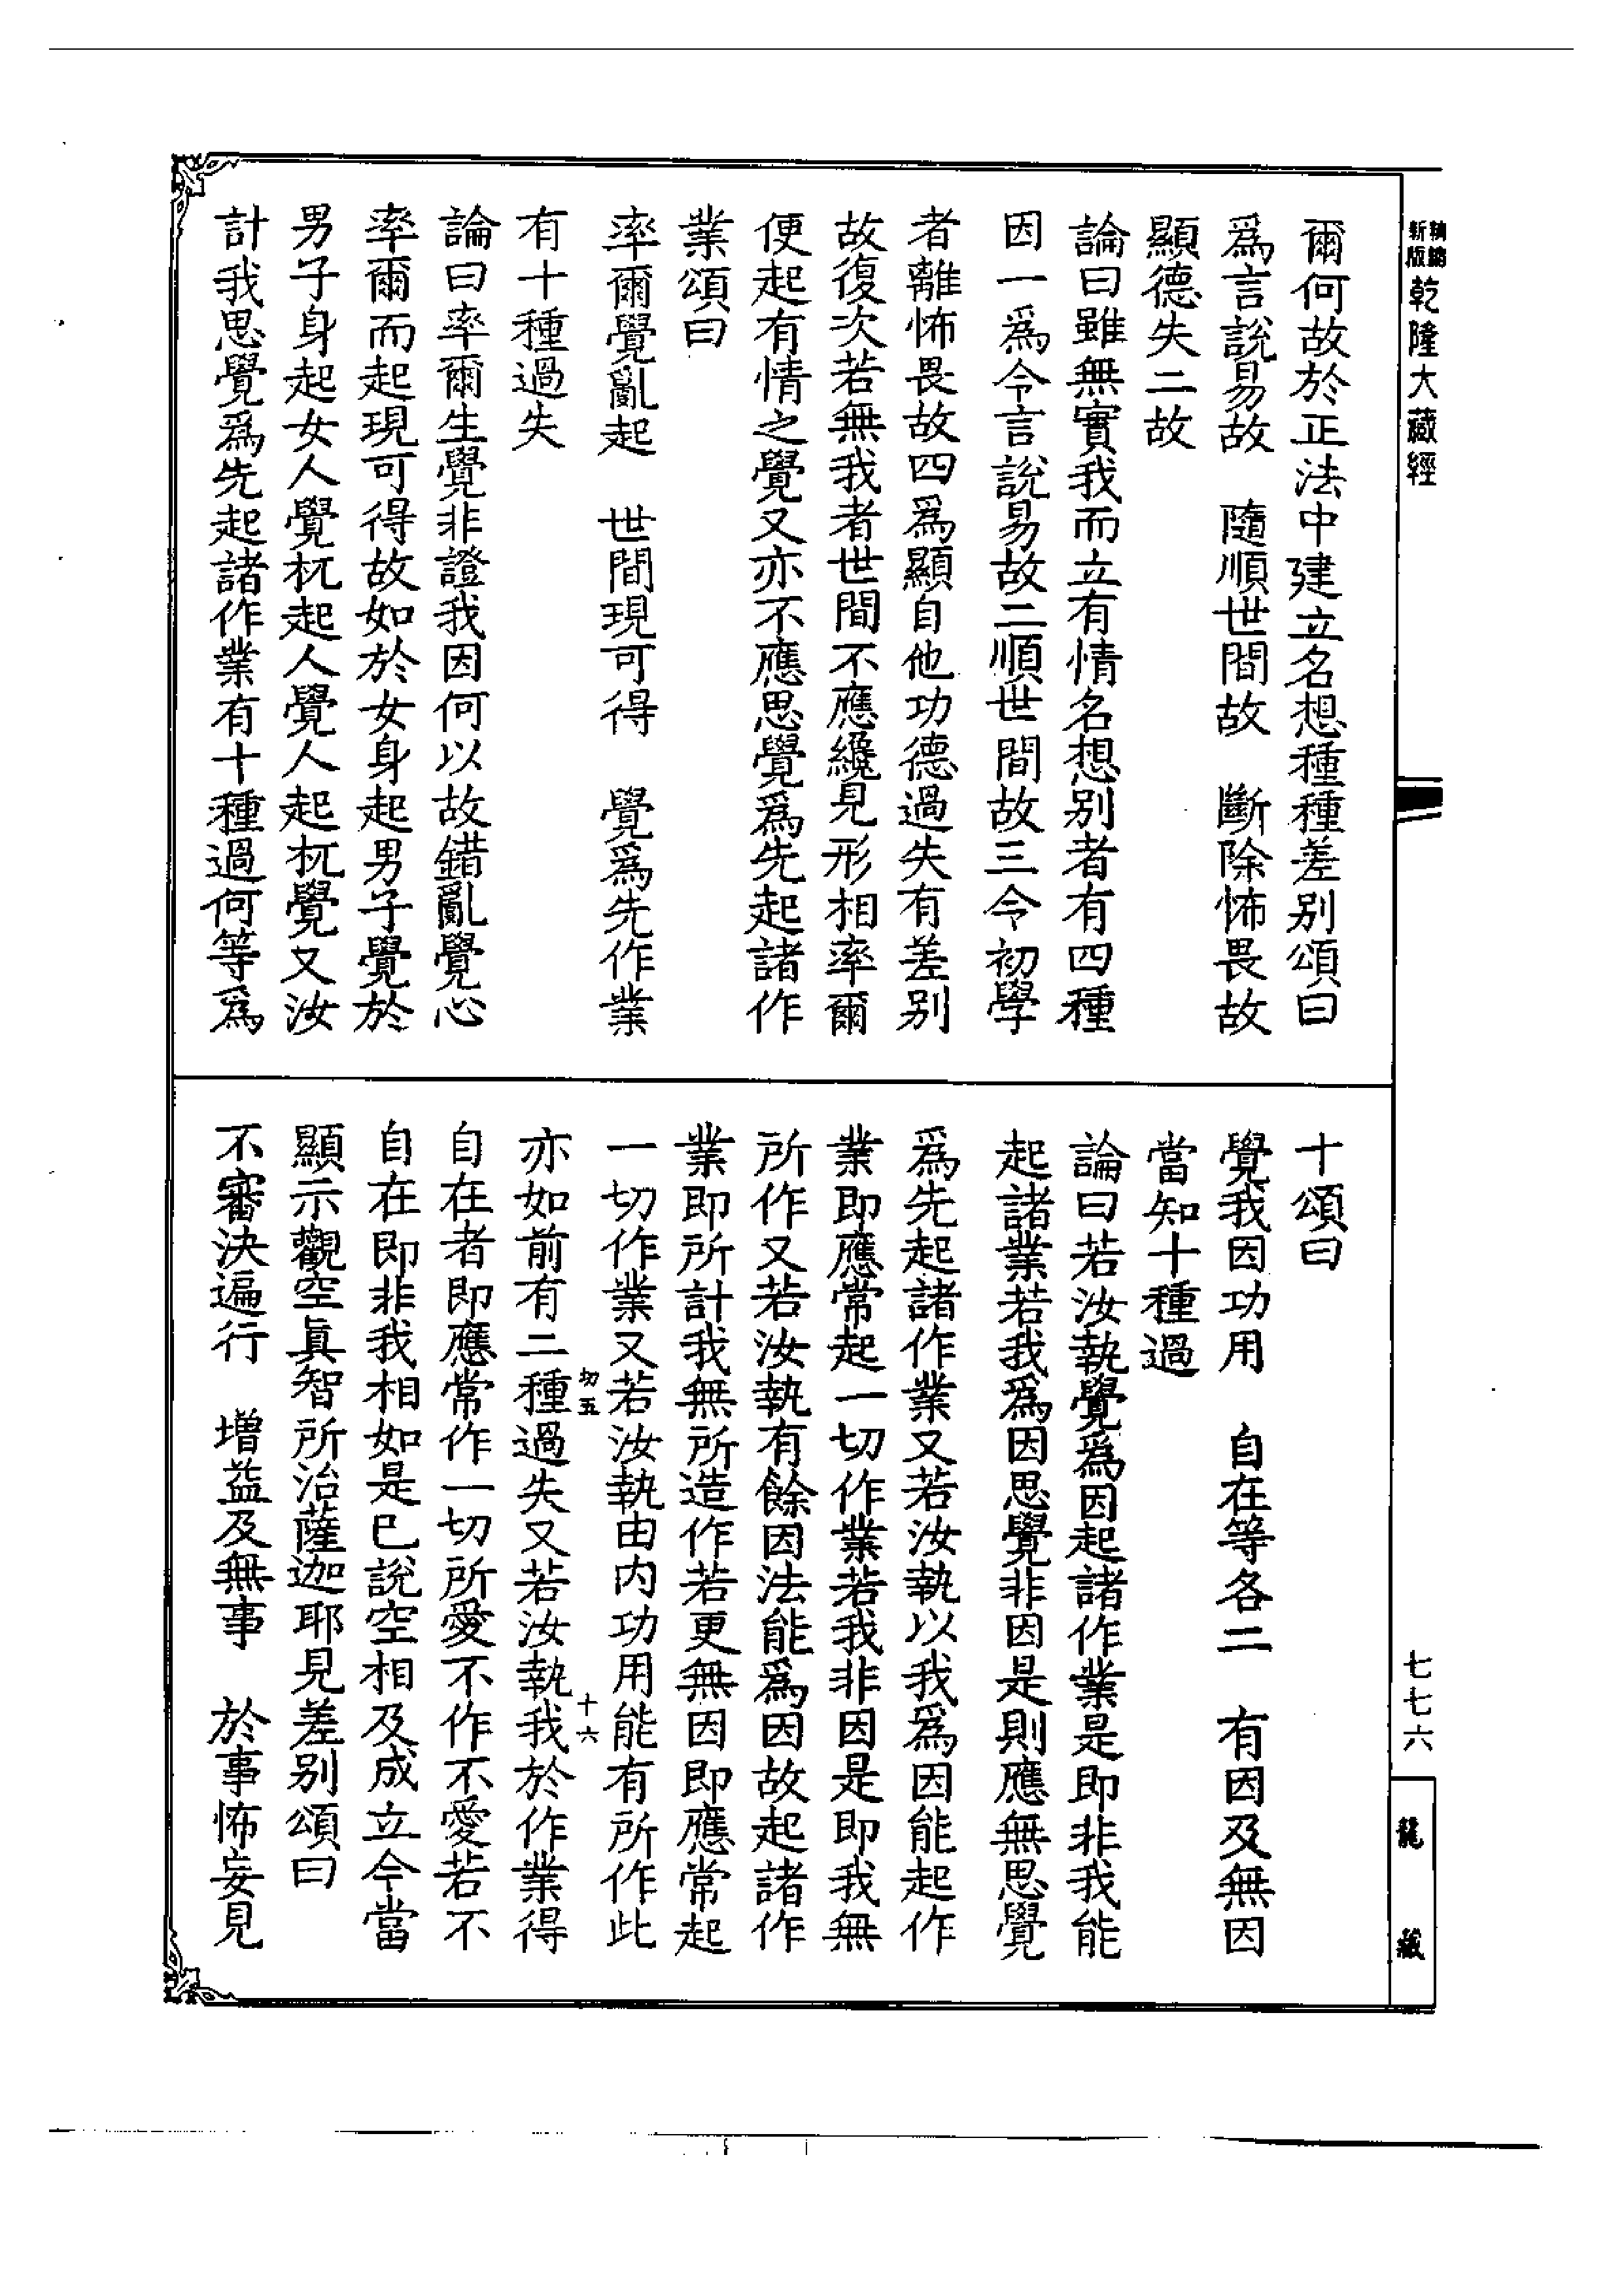 新版
乾隆大藏經
爾何故於正法中建立名想種種差别頌曰
爲言說易故　隨順世間故　斷除怖畏故
顯德失二故
論曰雖無實我而立有情名想别者有四種
因一爲令言說易故二順世間故三令初學
者離怖畏故四爲顯自他功德過失有差别
故復次若無我者世間不應纔見形相率爾
便起有情之覺又亦不應思覺爲先起諸作
業頌曰
率爾覺亂起　世間現可得　覺爲先作業
有十種過失
論曰率爾生覺非證我因何以故錯亂覺心
率爾而起現可得故如於女身起男子覺於
男子身起女人覺杌起人覺人起杌覺又汝
計我思覺爲先起諸作業有十種過何等爲
十頌曰
覺我因功用　自在等各二　有因及無因
當知十種過
論曰若汝執覺爲因起諸作業是即非我能
起諸業若我爲因思覺非因是則應無思覺
爲先起諸作業又若汝執以我爲因能起作
業即應常起一切作業若我非因是即我無
所作又若汝執有餘因法能爲因故起諸作
業即所計我無所造作若更無因即應常起
一切作業又若汝執由内功用能有所作此
切五
十六
亦如前有二種過失又若汝執我於作業得
自在者即應常作一切所愛不作不愛若不
自在即非我相如是已說空相及成立今當
顯示觀空眞智所治薩迦耶見差别頌曰
不審決遍行　增益及無事　於事怖妄見
七七六
龍藏